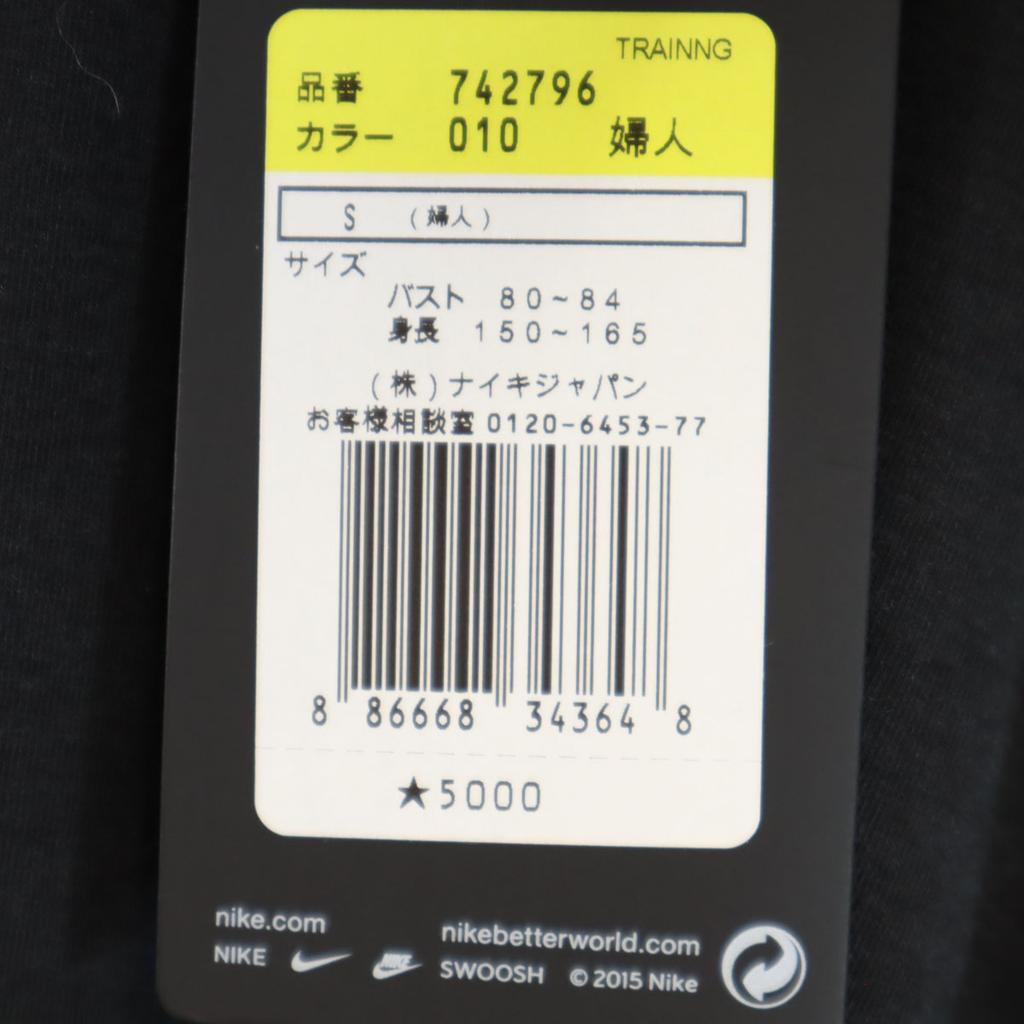 TRAINNG
品番 742796
カラー 010 婦人
S （婦人）
サイズ
バスト 80~84
身長 150~165
(株)ナイキジャパン
お客様相談室 0120-6453-77
8 86668 34364 8
★5000
nike.com
nikebetterworld.com
NIKE NIKE SWOOSH © 2015 Nike